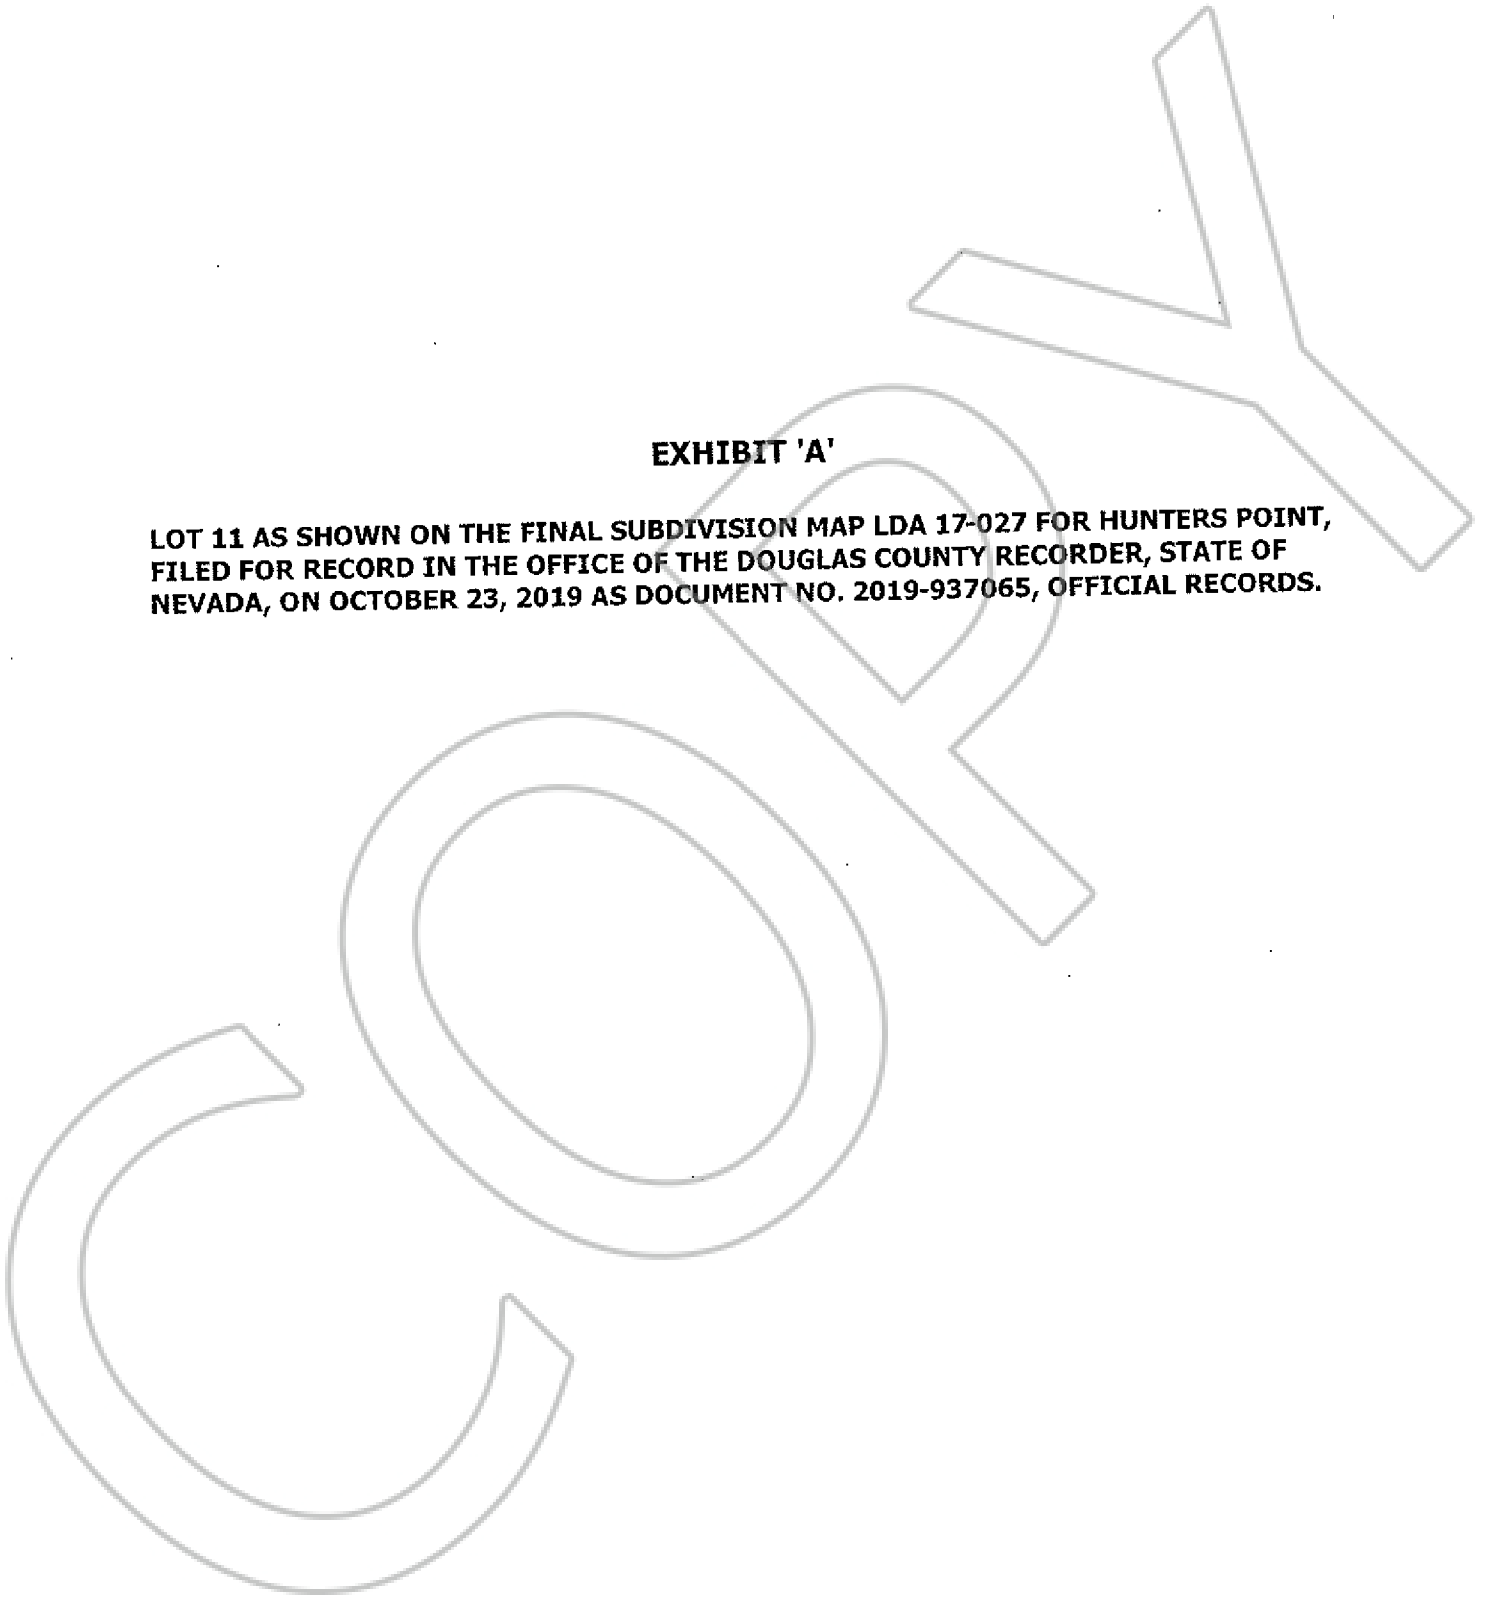 EXHIBIT 'A'
LOT 11 AS SHOWN ON THE FINAL SUBDIVISION MAP LDA 17-027 FOR HUNTERS POINT,
FILED FOR RECORD IN THE OFFICE OF THE DOUGLAS COUNTY RECORDER, STATE OF
NEVADA, ON OCTOBER 23, 2019 AS DOCUMENT NO. 2019-937065, OFFICIAL RECORDS.
COPY